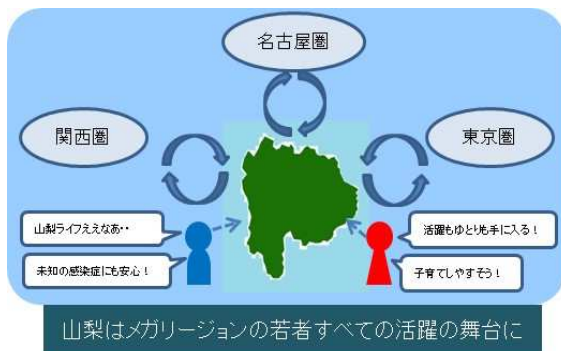 名古屋圏
関西圏
東京圏
山梨ライフええなあ・・
活躍もゆとりも手に入る！
未知の感染症にも安心！
子育てしやすそう！
山梨はメガリージョンの若者すべての活躍の舞台に